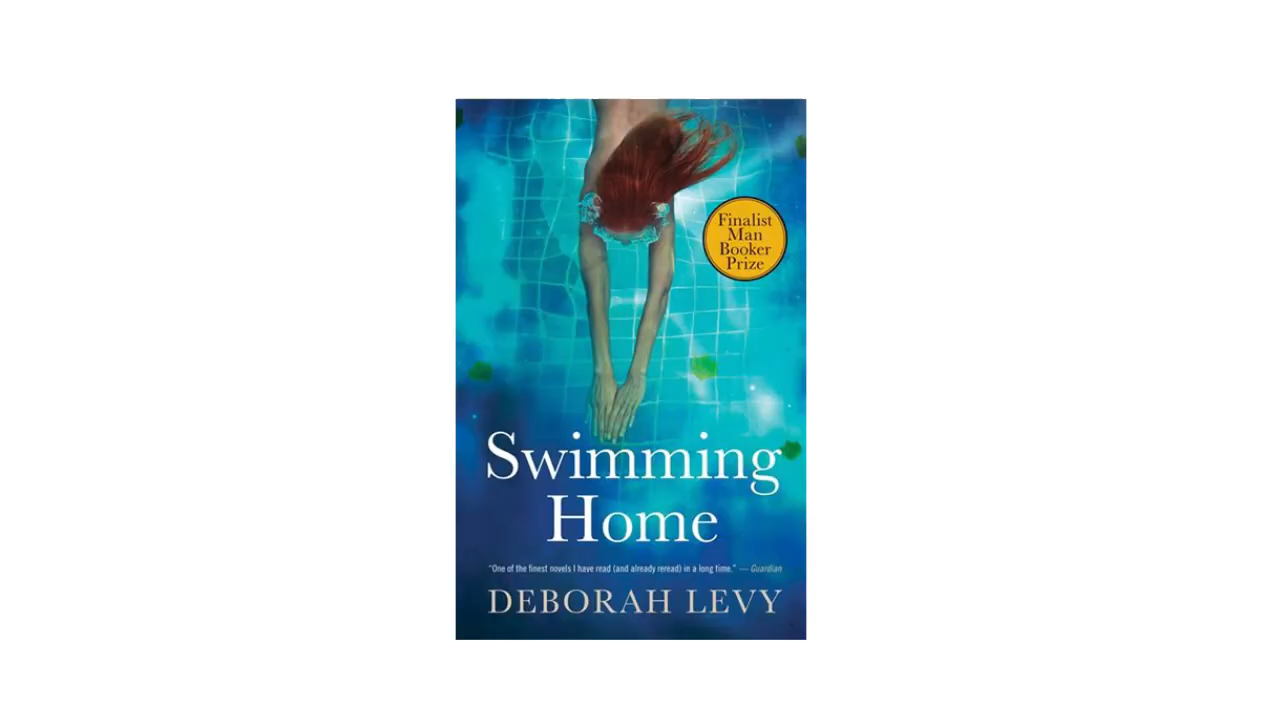 Finalist
Man
Booker
Prize
Swimming
Home
"One of the finest novels I have read (and already reread) in a long time." — Guardian
DEBORAH LEVY